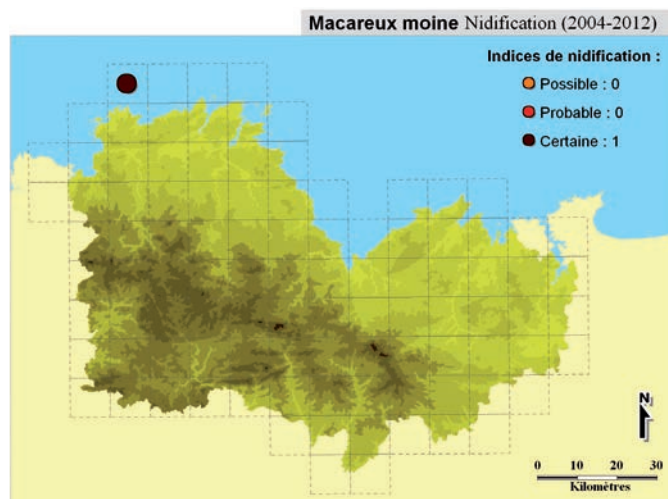 Macareux moine Nidification (2004-2012)
Indices de nidification :
Possible : 0
Probable : 0
Certaine : 1
N
0 10 20 30
Kilomètres